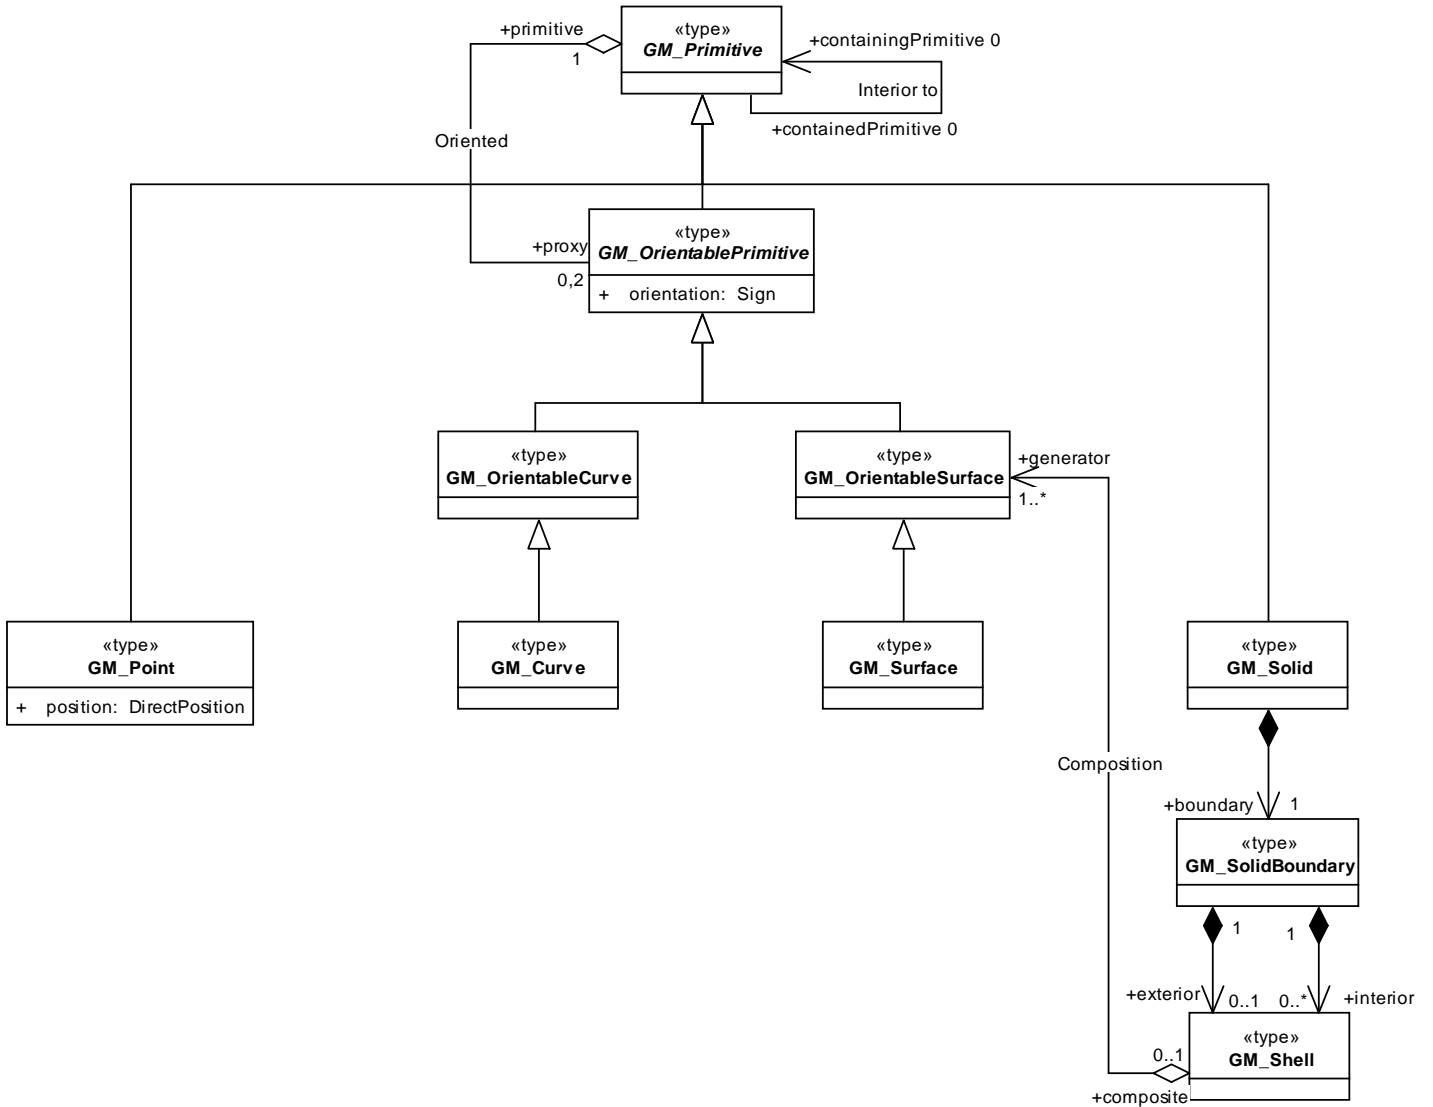 +primitive
1
«type»
GM_Primitive
+containingPrimitive 0
Interior to
+containedPrimitive 0
Oriented
+proxy
0,2
«type»
GM_OrientablePrimitive
+ orientation: Sign
«type»
GM_OrientableCurve
«type»
GM_OrientableSurface
+generator
1..*
«type»
GM_Point
+ position: DirectPosition
«type»
GM_Curve
«type»
GM_Surface
«type»
GM_Solid
Composition
+boundary
1
«type»
GM_SolidBoundary
1
1
+exterior
0..1
0..*
+interior
«type»
GM_Shell
0..1
+composite